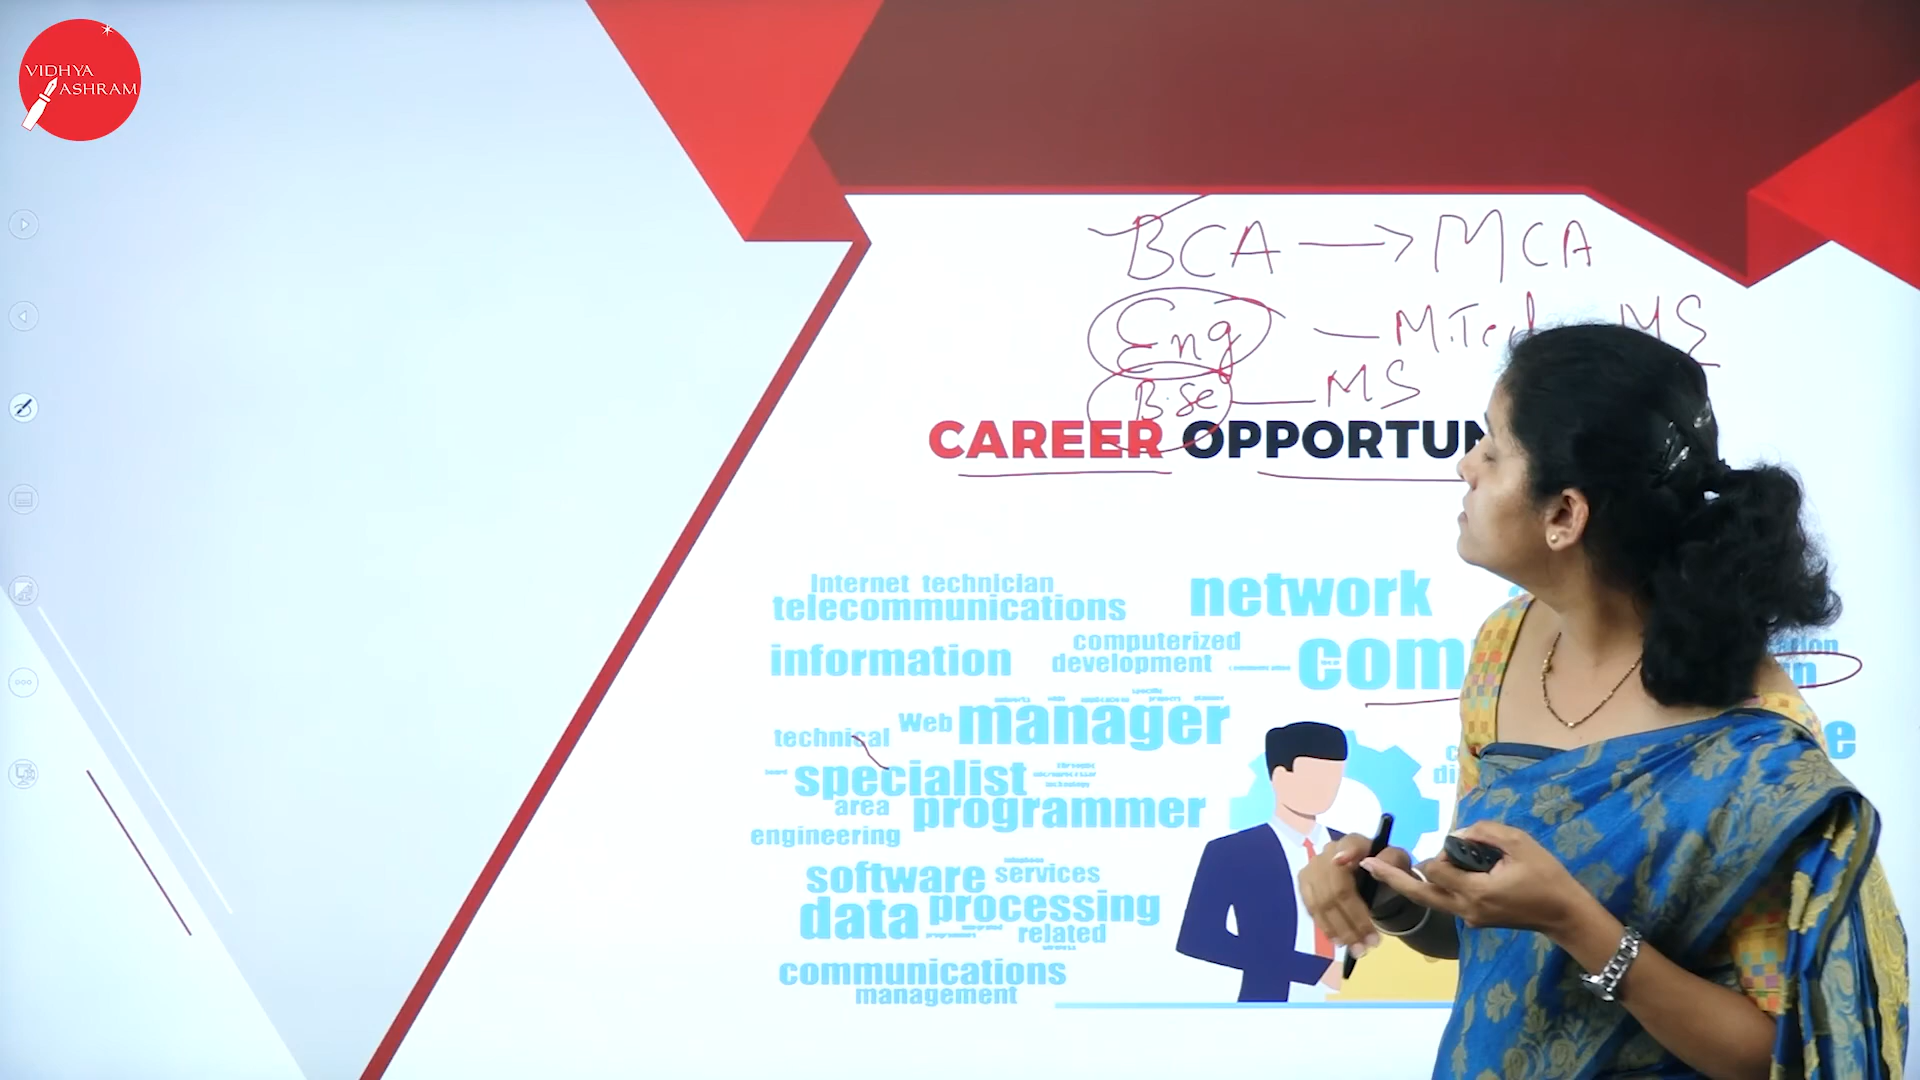 VIDHYA
ASHRAM
BCA → MCA
Eng — M.Tech MS
B.Sc — MS
CAREER OPPORTUN
Internet technician
telecommunications
network
information
computerized
development
com
technical
Web
manager
specialist
area
programmer
engineering
software
services
data
processing
related
communications
management